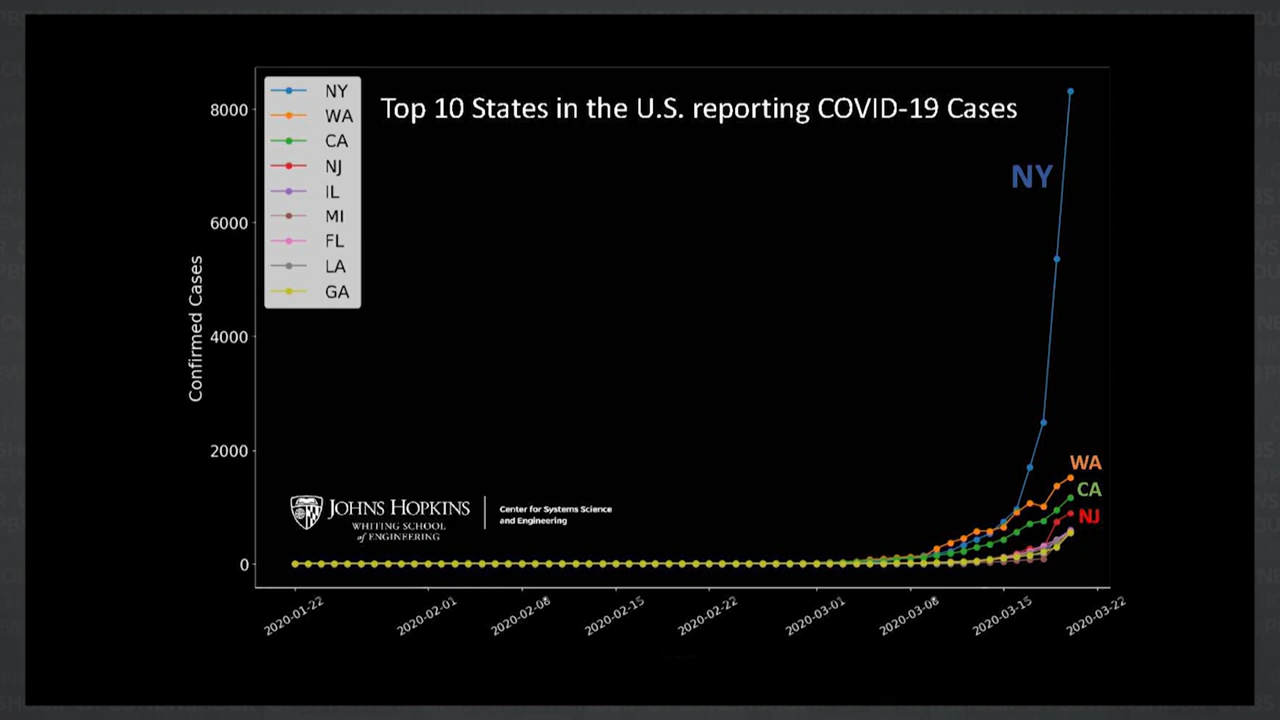 Top 10 States in the U.S. reporting COVID-19 Cases
NY
WA
CA
NJ
IL
MI
FL
LA
GA
Confirmed Cases
8000
6000
4000
2000
0
NY
WA
CA
NJ
JOHNS HOPKINS
WHITING SCHOOL
of ENGINEERING
Center for Systems Science
and Engineering
2020-01-22
2020-02-01
2020-02-08
2020-02-15
2020-02-22
2020-03-01
2020-03-08
2020-03-15
2020-03-22